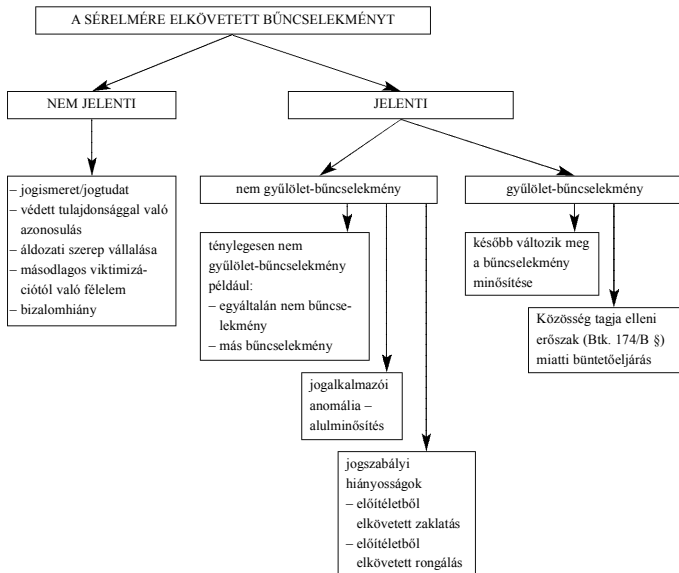 A SÉRELMÉRE ELKÖVETETT BŰNCSELEKMÉNYT
NEM JELENTI
JELENTI
– jogismeret/jogtudat
– védett tulajdonsággal való
azonosulás
– áldozati szerep vállalása
– másodlagos viktimizá-
ciótól való félelem
– bizalomhiány
nem gyűlölet-bűncselekmény
gyűlölet-bűncselekmény
ténylegesen nem
gyűlölet-bűncselekmény
például:
– egyáltalán nem bűncse-
lekmény
– más bűncselekmény
később változik meg
a bűncselekmény
minősítése
Közösség tagja elleni
erőszak (Btk. 174/B §)
miatti büntetőeljárás
jogalkalmazói
anomália –
alulminősítés
jogszabályi
hiányosságok
– előítéletből
elkövetett zaklatás
– előítéletből
elkövetett rongálás